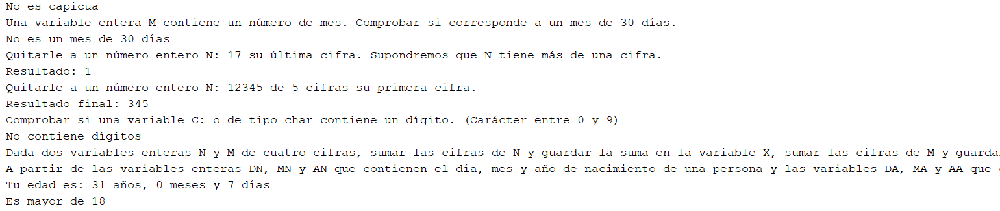 No es capicua
Una variable entera M contiene un número de mes. Comprobar si corresponde a un mes de 30 días.
No es un mes de 30 días
Quitarle a un número entero N: 17 su última cifra. Supondremos que N tiene más de una cifra.
Resultado: 1
Quitarle a un número entero N: 12345 de 5 cifras su primera cifra.
Resultado final: 345
Comprobar si una variable C: o de tipo char contiene un dígito. (Carácter entre 0 y 9)
No contiene dígitos
Dada dos variables enteras N y M de cuatro cifras, sumar las cifras de N y guardar la suma en la variable X, sumar las cifras de M y guarda
A partir de las variables enteras DN, MN y AN que contienen el día, mes y año de nacimiento de una persona y las variables DA, MA y AA que
Tu edad es: 31 años, 0 meses y 7 días
Es mayor de 18